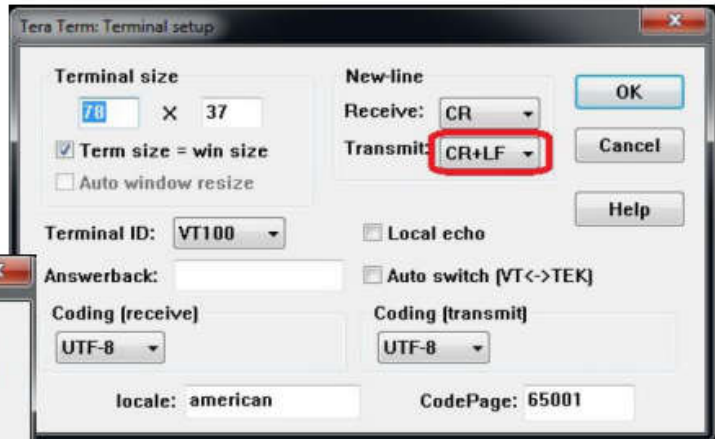 Tera Term: Terminal setup
Terminal size
78 X 37
Term size = win size
Auto window resize
New-line
Receive: CR
Transmit: CR+LF
OK
Cancel
Help
Terminal ID: VT100
Local echo
Answerback:
Auto switch (VT<->TEK)
Coding (receive)
UTF-8
Coding (transmit)
UTF-8
locale: american
CodePage: 65001